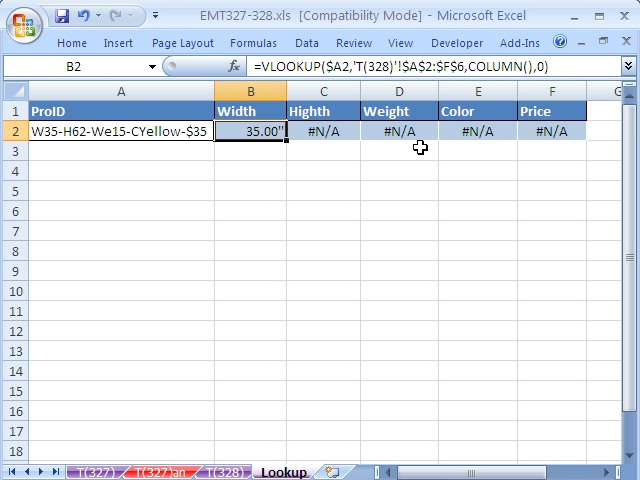 EMT327-328.xls [Compatibility Mode] - Microsoft Excel
Home Insert Page Layout Formulas Data Review View Developer Add-Ins
B2 =VLOOKUP($A2,'T(328)'!$A$2:$F$6,COLUMN(),0)
A B C D E F G
1 ProID Width Highth Weight Color Price
2 W35-H62-We15-CYellow-$35 35.00" #N/A #N/A #N/A #N/A
3
4
5
6
7
8
9
10
11
12
13
14
15
16
17
18
T(327) T(327)an T(328) Lookup